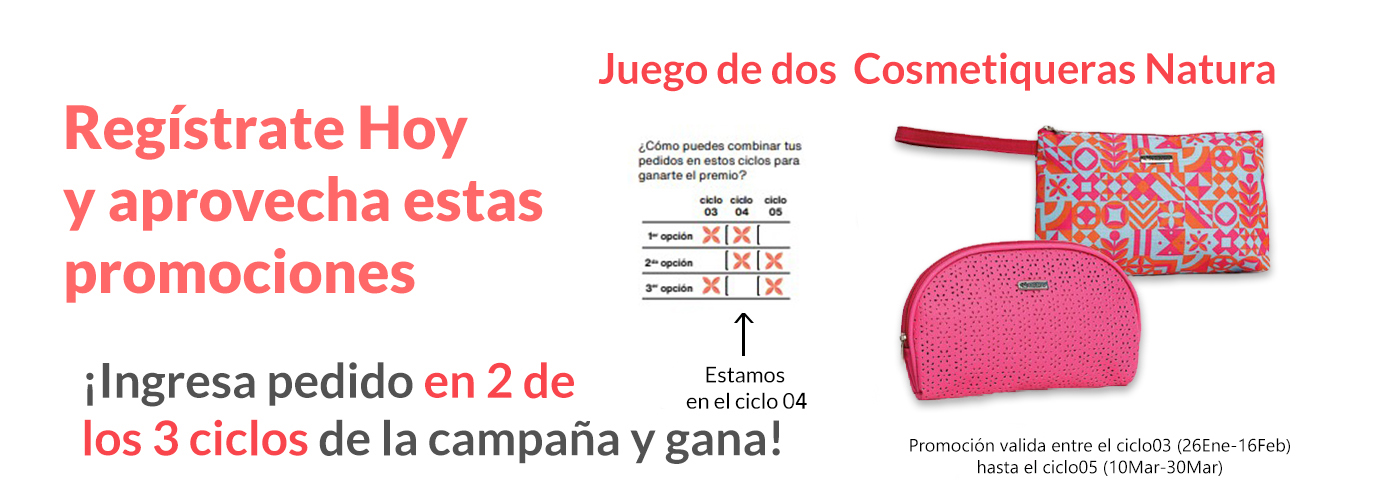 Regístrate Hoy
y aprovecha estas
promociones
¡Ingresa pedido en 2 de
los 3 ciclos de la campaña y gana!
Juego de dos Cosmetiqueras Natura
¿Cómo puedes combinar tus
pedidos en estos ciclos para
ganarte el premio?
ciclo ciclo ciclo
03 04 05
1er opción
2da opción
3er opción
Estamos
en el ciclo 04
Promoción valida entre el ciclo03 (26Ene-16Feb)
hasta el ciclo05 (10Mar-30Mar)